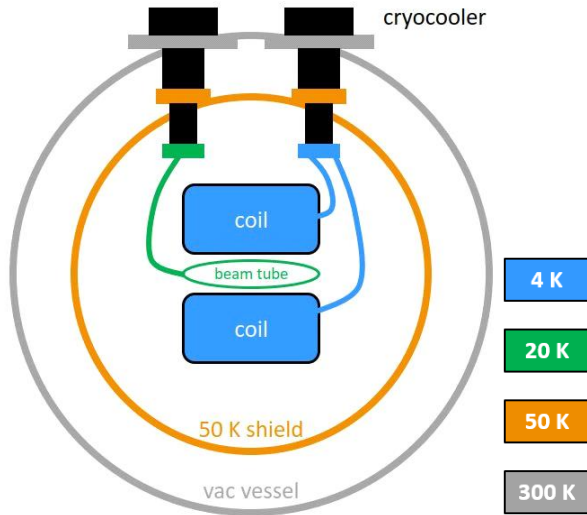 cryocooler
coil
beam tube
coil
50 K shield
vac vessel
4 K
20 K
50 K
300 K